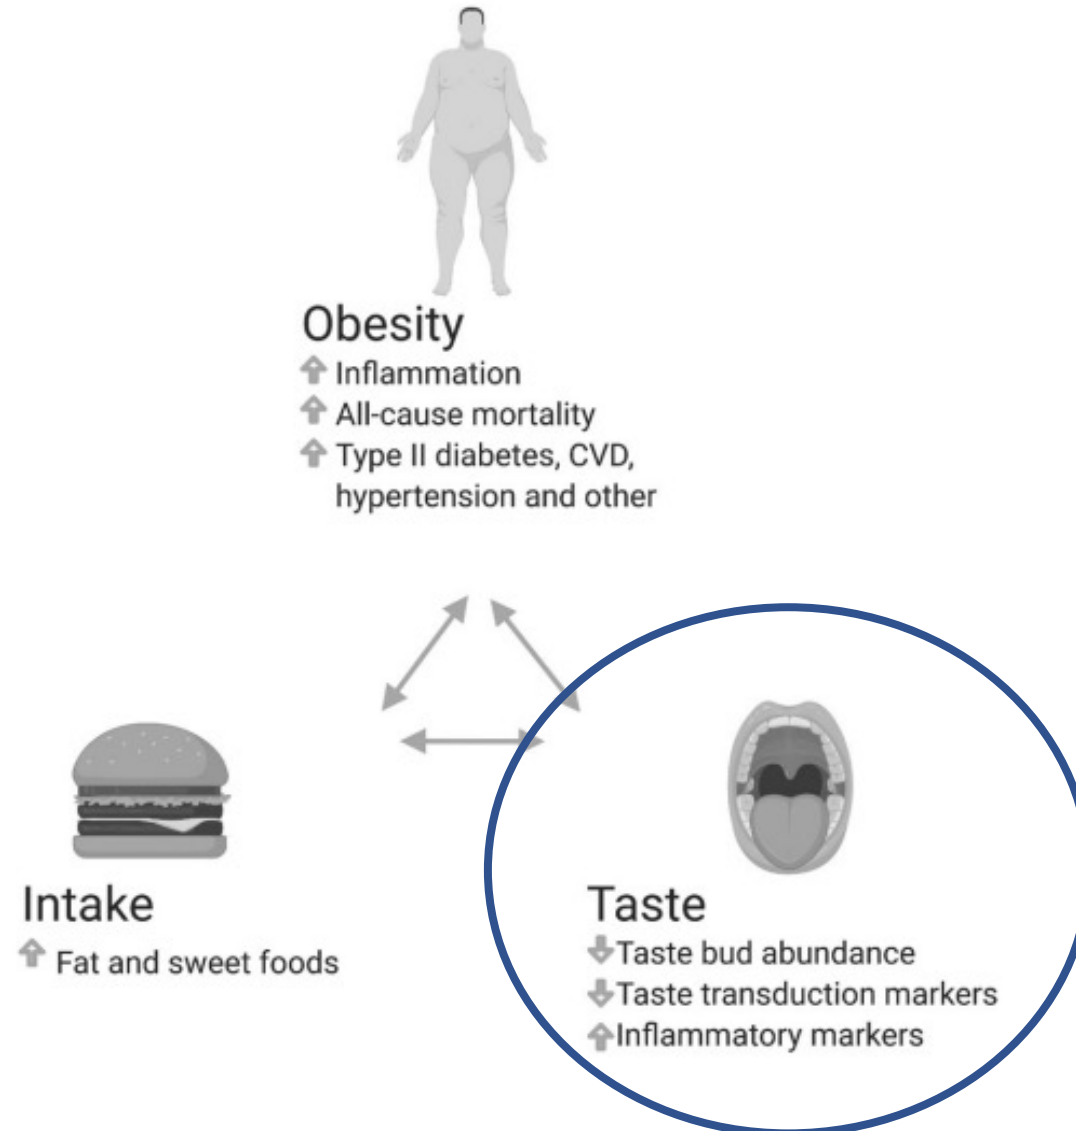 Obesity
Inflammation
All-cause mortality
Type II diabetes, CVD,
hypertension and other
Intake
Fat and sweet foods
Taste
Taste bud abundance
Taste transduction markers
Inflammatory markers